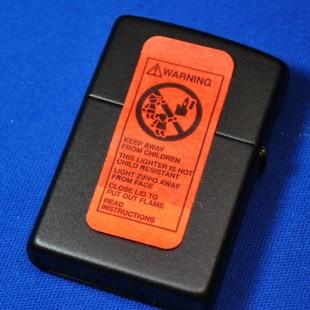 WARNING
KEEP AWAY
FROM CHILDREN
THIS LIGHTER IS NOT
CHILD RESISTANT
LIGHT ZIPPO AWAY
FROM FACE
CLOSE LID TO
PUT OUT FLAME
READ
INSTRUCTIONS